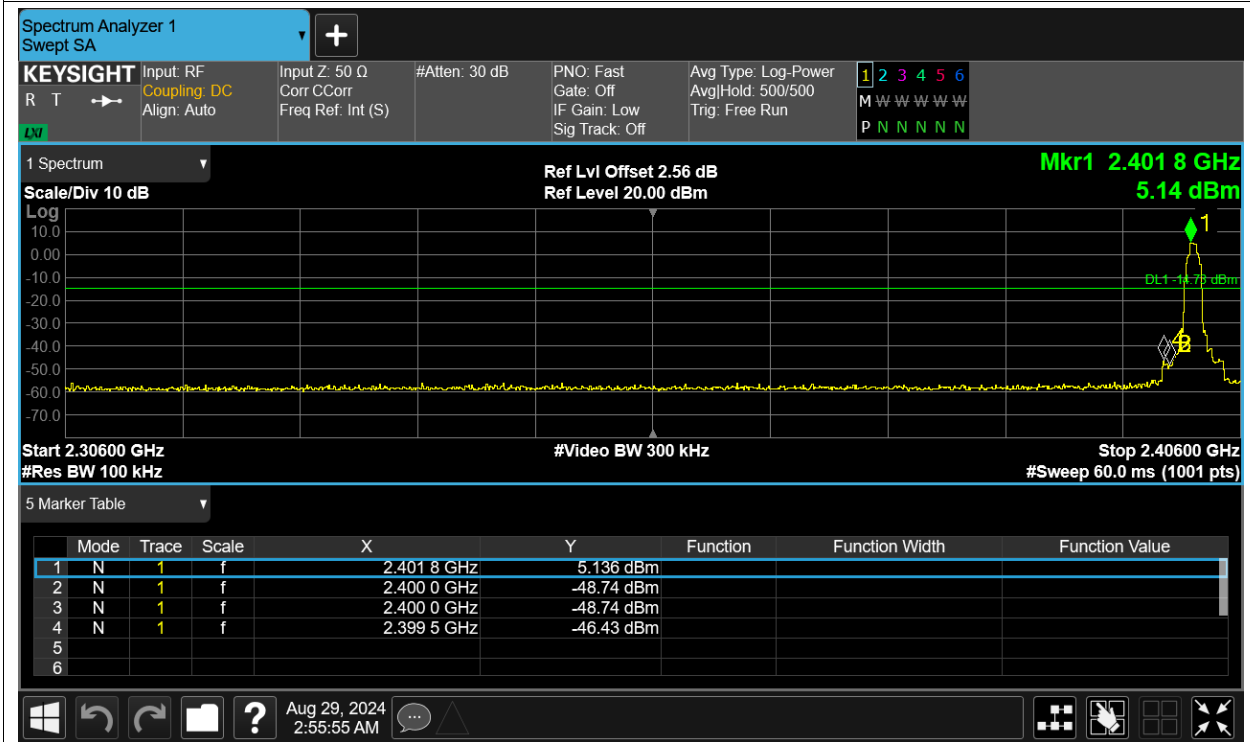 Spectrum Analyzer 1
Swept SA
KEYSIGHT
R T
LXI
Input: RF
Coupling: DC
Align: Auto
Input Z: 50 Ω
Corr CCorr
Freq Ref: Int (S)
#Atten: 30 dB
PNO: Fast
Gate: Off
IF Gain: Low
Sig Track: Off
Avg Type: Log-Power
Avg|Hold: 500/500
Trig: Free Run
1 2 3 4 5 6
M W W W W W
P N N N N N
1 Spectrum
Scale/Div 10 dB
Ref Lvl Offset 2.56 dB
Ref Level 20.00 dBm
Mkr1 2.401 8 GHz
5.14 dBm
Log
10.0
0.00
-10.0
-20.0
-30.0
-40.0
-50.0
-60.0
-70.0
1
DL1 -14.73 dBm
Start 2.30600 GHz
#Video BW 300 kHz
Stop 2.40600 GHz
#Res BW 100 kHz
#Sweep 60.0 ms (1001 pts)
5 Marker Table
Mode Trace Scale X Y Function Function Width Function Value
1 N 1 f 2.401 8 GHz 5.136 dBm
2 N 1 f 2.400 0 GHz -48.74 dBm
3 N 1 f 2.400 0 GHz -48.74 dBm
4 N 1 f 2.399 5 GHz -46.43 dBm
5
6
?
Aug 29, 2024
2:55:55 AM